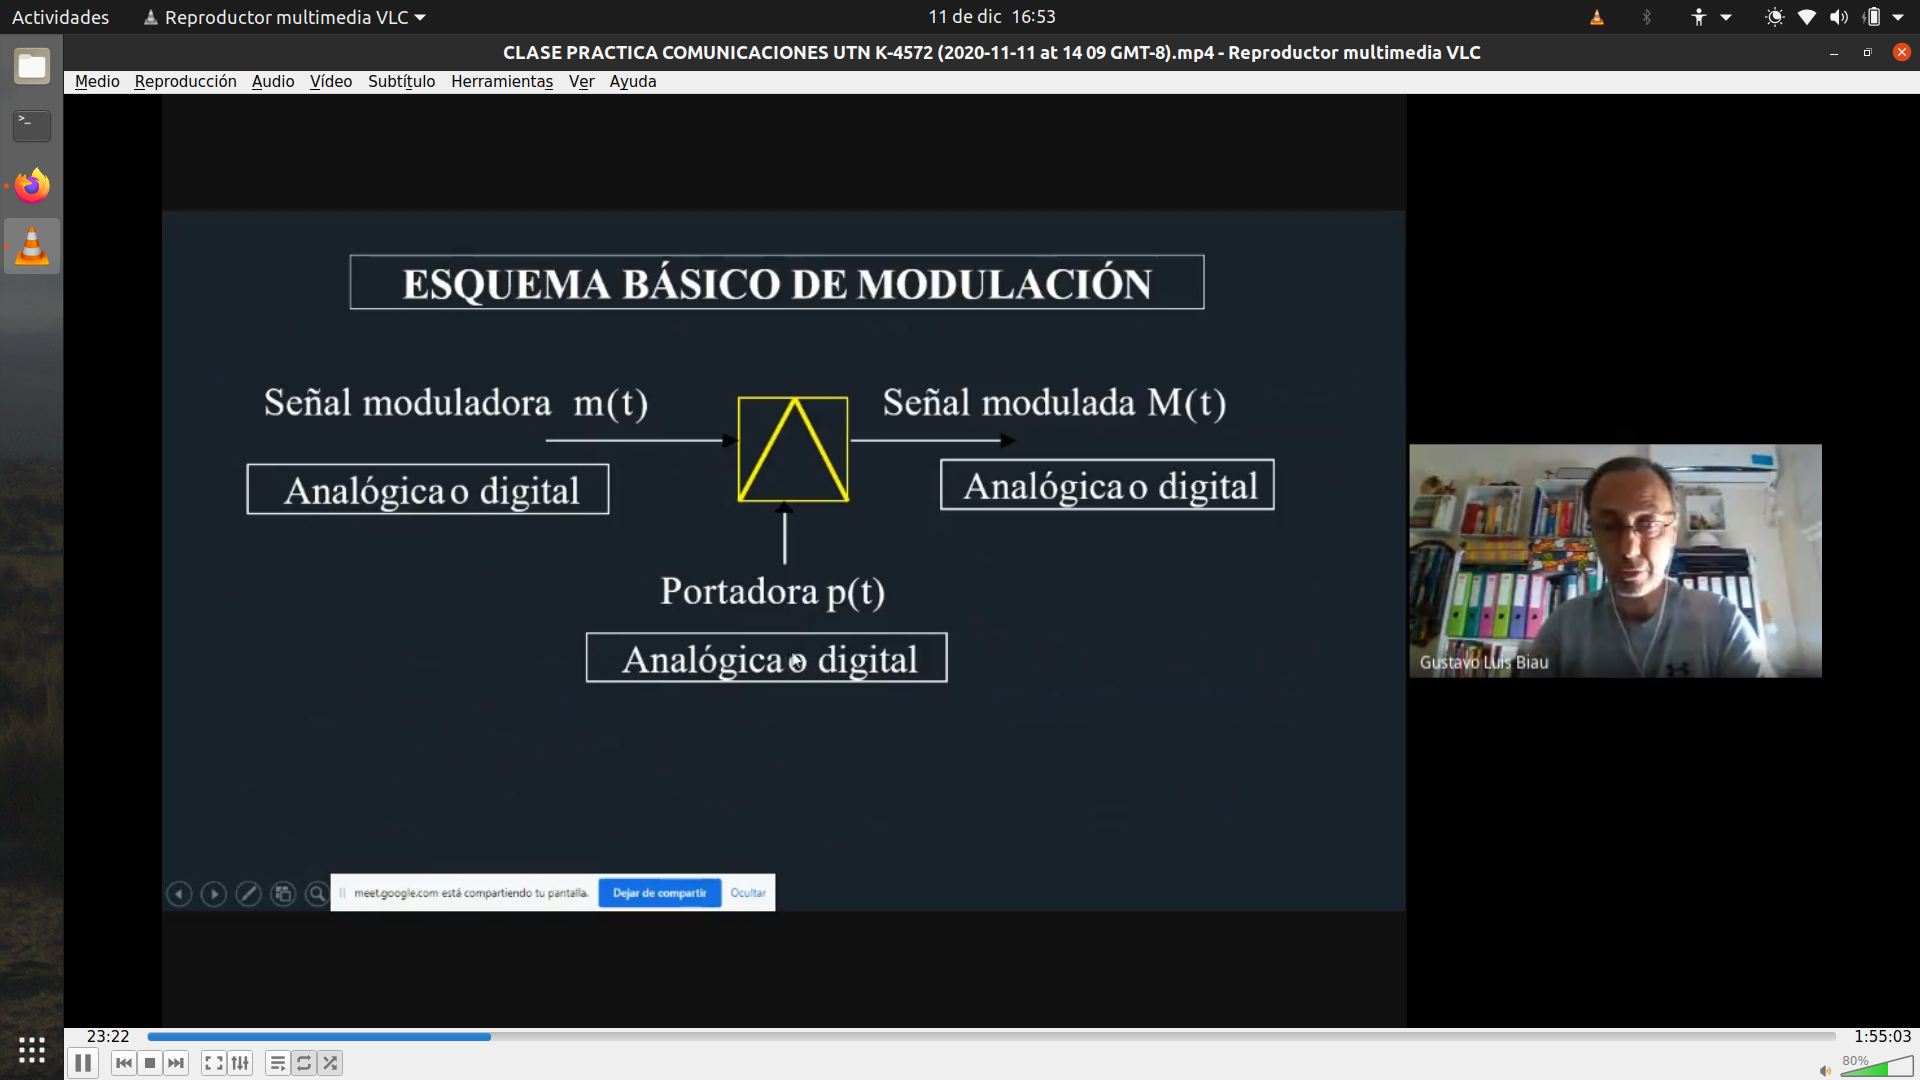 Actividades
Reproductor multimedia VLC
11 de dic 16:53
CLASE PRACTICA COMUNICACIONES UTN K-4572 (2020-11-11 at 14 09 GMT-8).mp4 - Reproductor multimedia VLC
Medio Reproducción Audio Vídeo Subtítulo Herramientas Ver Ayuda
ESQUEMA BÁSICO DE MODULACIÓN
Señal moduladora m(t)
Señal modulada M(t)
Analógica o digital
Analógica o digital
Portadora p(t)
Analógica o digital
Gustavo Luis Biau
meet.google.com está compartiendo tu pantalla. Dejar de compartir Ocultar
23:22
1:55:03
80%